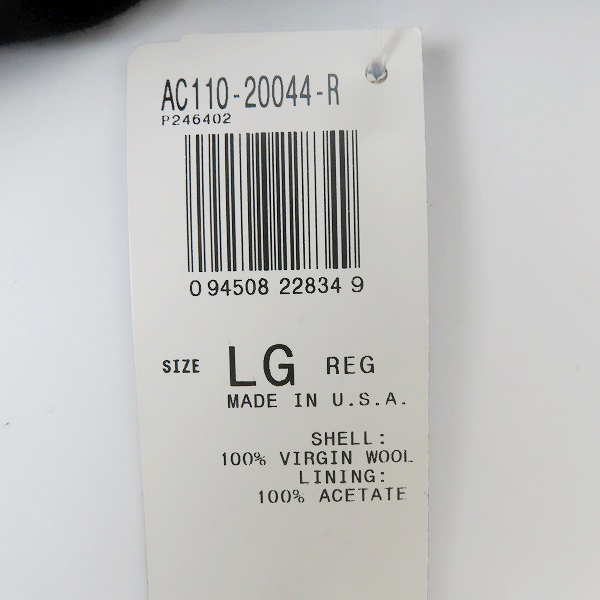 AC110-20044-R
P246402
0 94508 22834 9
SIZE LG REG
MADE IN U.S.A.
SHELL:
100% VIRGIN WOOL
LINING:
100% ACETATE